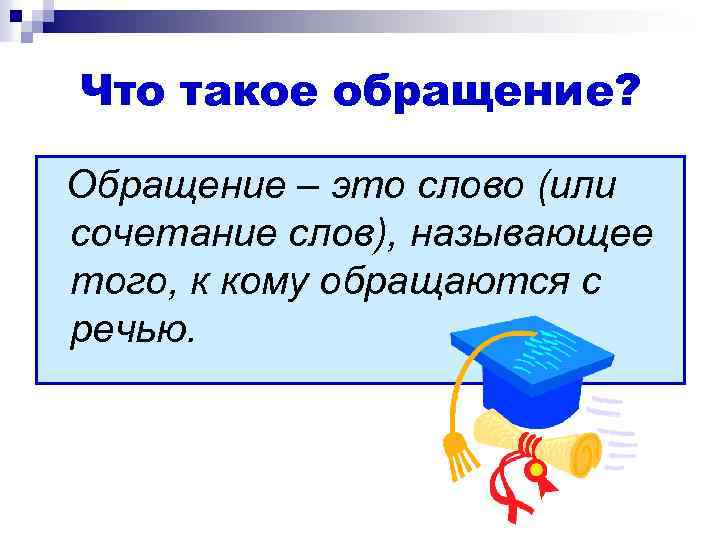 Что такое обращение?
Обращение – это слово (или
сочетание слов), называющее
того, к кому обращаются с
речью.